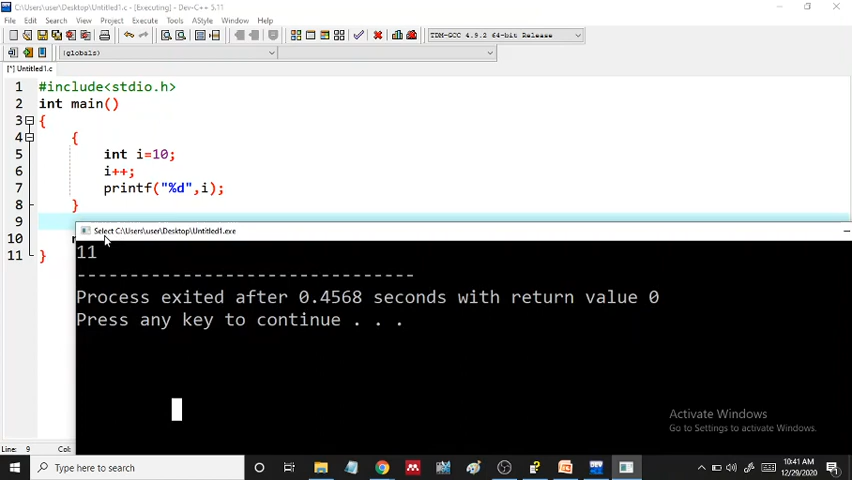 C:\Users\user\Desktop\Untitled1.c - [Executing] - Dev-C++ 5.11
File Edit Search View Project Execute Tools AStyle Window Help
TDM-GCC 4.9.2 64-bit Release
(globals)
[*] Untitled1.c
1 #include<stdio.h>
2 int main()
3 {
4 {
5 int i=10;
6 i++;
7 printf("%d",i);
8 }
9
10
11 }
Select C:\Users\user\Desktop\Untitled1.exe
11
--------------------------------
Process exited after 0.4568 seconds with return value 0
Press any key to continue . . .
Activate Windows
Go to Settings to activate Windows.
Line: 9 Col:
Type here to search
10:41 AM
12/29/2020